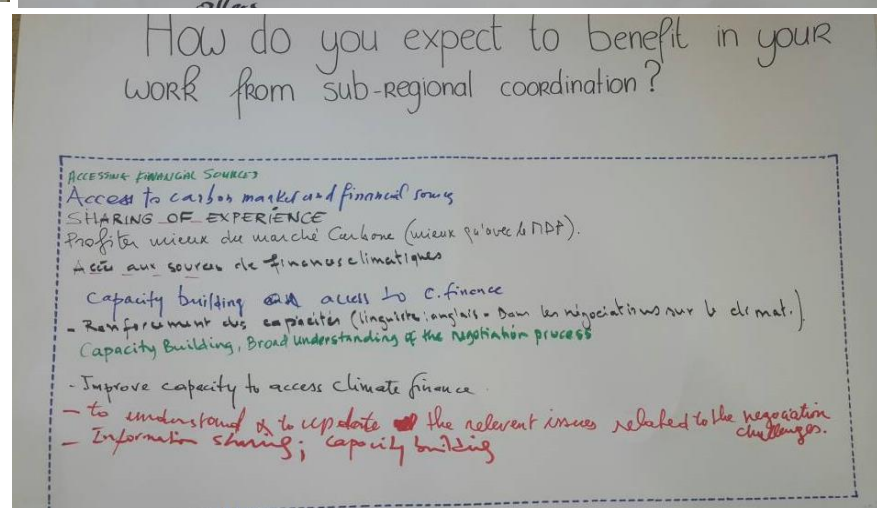 How do you expect to benefit in your
work from sub-regional coordination?
ACCESSING FINANCIAL SOURCES
Access to carbon market and financial sources
SHARING OF EXPERIENCE
Profiter mieux du marché Carbone (mieux qu'avec le MDP).
Accès aux sources de finances climatiques
Capacity building access to c. finance
- Renforcement des capacités (linguiste: anglais - Dans les négociations sur le climat.)
Capacity Building, Broad understanding of the negotiation process
- Improve capacity to access climate finance.
- to understand & to update the relevent issues related to the negociation
challenges.
- Information sharing; capacity building